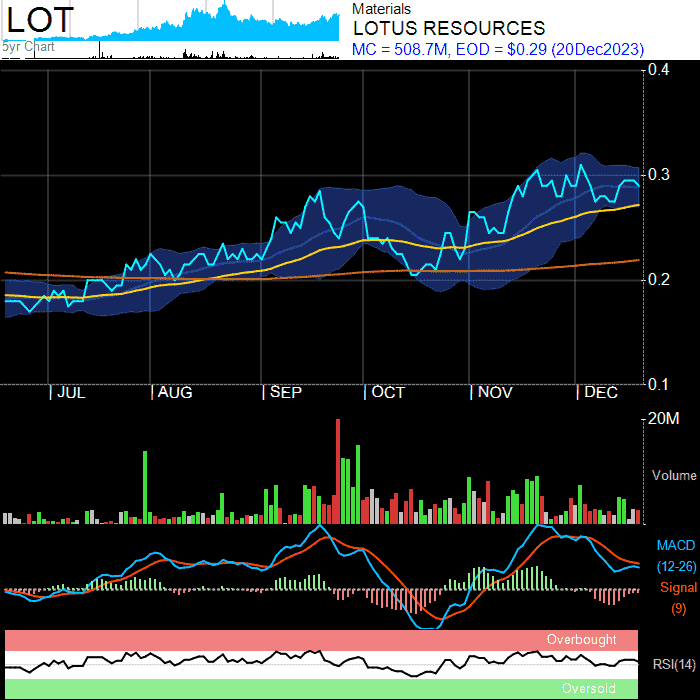 LOT
5yr Chart
Materials
LOTUS RESOURCES
MC = 508.7M, EOD = $0.29 (20Dec2023)
0.4
0.3
0.2
0.1
| JUL | AUG | SEP | OCT | NOV | DEC
20M
Volume
MACD
(12-26)
Signal
(9)
Overbought
RSI(14)
Oversold